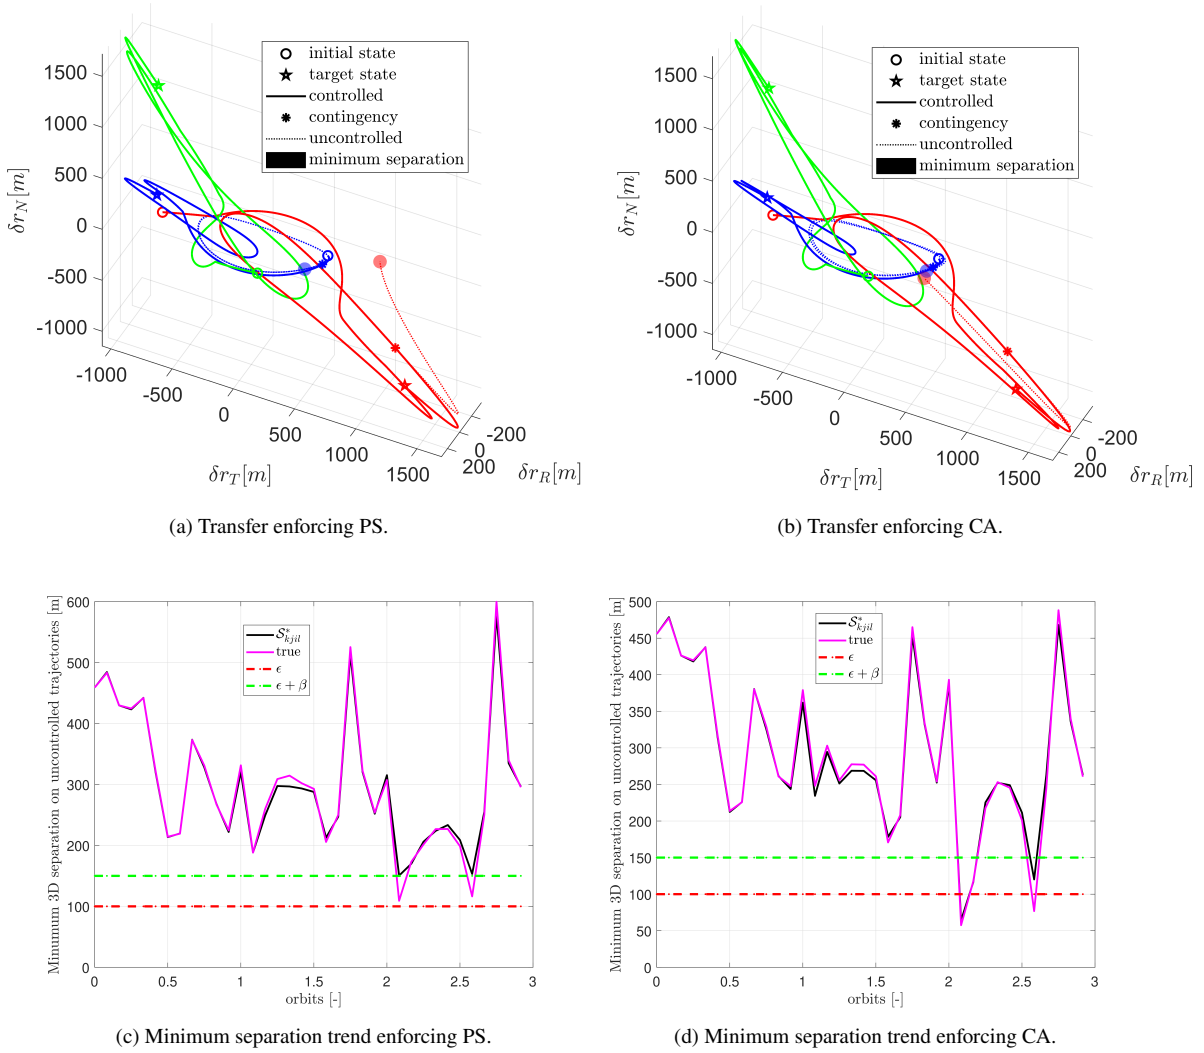 initial state
target state
controlled
contingency
uncontrolled
minimum separation
1500
1000
500
0
-500
-1000
δr_N[m]
-1000
-500
0
500
1000
1500
δr_T[m]
-200
0
200
δr_R[m]
(a) Transfer enforcing PS.
initial state
target state
controlled
contingency
uncontrolled
minimum separation
1500
1000
500
0
-500
-1000
δr_N[m]
-1000
-500
0
500
1000
1500
δr_T[m]
-200
0
200
δr_R[m]
(b) Transfer enforcing CA.
Minumum 3D separation on uncontrolled trajectories [m]
600
500
400
300
200
100
0
S*_kjil
true
ϵ
ϵ + β
0
0.5
1
1.5
2
2.5
3
orbits [-]
(c) Minimum separation trend enforcing PS.
Minimum 3D separation on uncontrolled trajectories [m]
500
450
400
350
300
250
200
150
100
50
0
S*_kjil
true
ϵ
ϵ + β
0
0.5
1
1.5
2
2.5
3
orbits [-]
(d) Minimum separation trend enforcing CA.